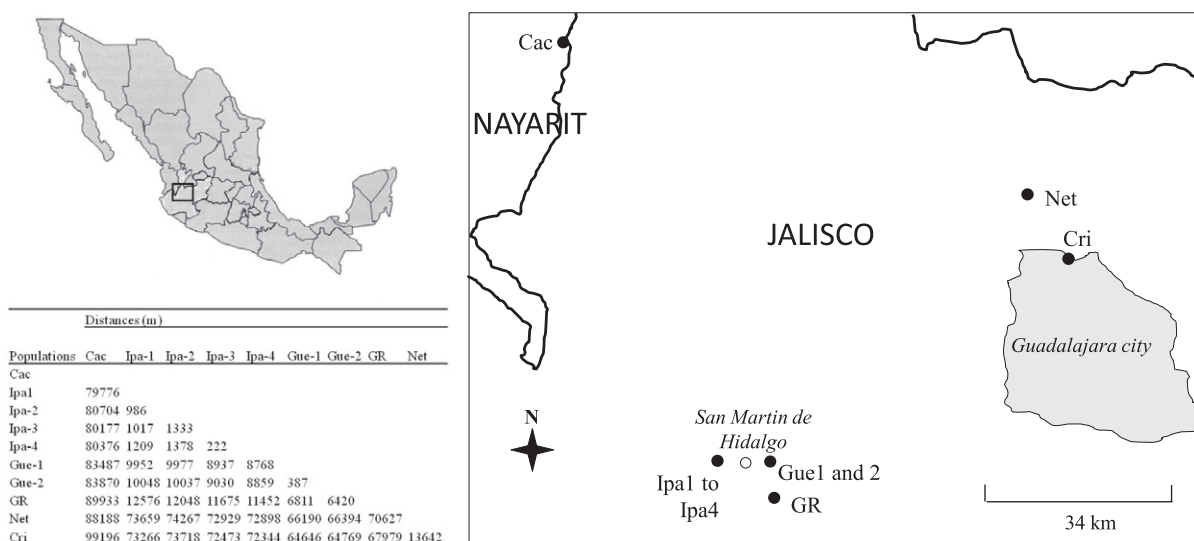 Distances (m)
Populations Cac Ipa-1 Ipa-2 Ipa-3 Ipa-4 Gue-1 Gue-2 GR Net
Cac
Ipa1 79776
Ipa-2 80704 986
Ipa-3 80177 1017 1333
Ipa-4 80376 1209 1378 222
Gue-1 83487 9952 9977 8937 8768
Gue-2 83870 10048 10037 9030 8859 387
GR 89933 12576 12048 11675 11452 6811 6420
Net 88188 73659 74267 72929 72898 66190 66394 70627
Cri 99196 73266 73718 72473 72344 64646 64769 67979 13642
Cac
NAYARIT
JALISCO
Net
Cri
Guadalajara city
N
San Martin de
Hidalgo
Ipa1 to
Ipa4
Gue1 and 2
GR
34 km